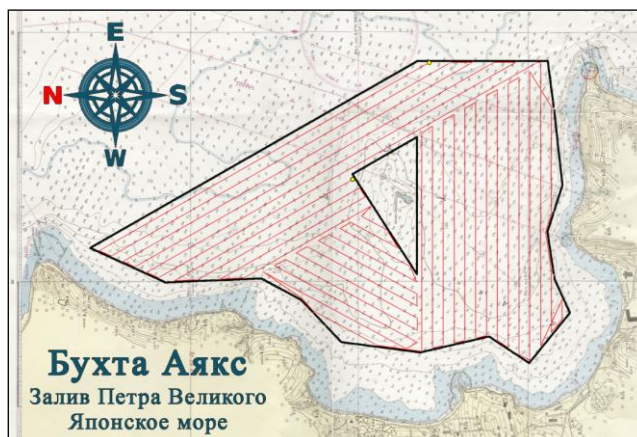 E
N
S
W
Бухта Аякс
Залив Петра Великого
Японское море